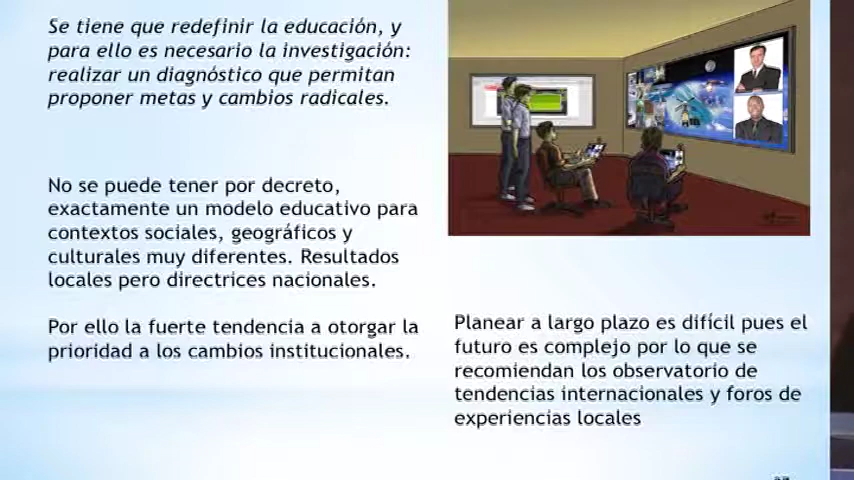 Se tiene que redefinir la educación, y
para ello es necesario la investigación:
realizar un diagnóstico que permitan
proponer metas y cambios radicales.
No se puede tener por decreto,
exactamente un modelo educativo para
contextos sociales, geográficos y
culturales muy diferentes. Resultados
locales pero directrices nacionales.
Por ello la fuerte tendencia a otorgar la
prioridad a los cambios institucionales.
Planear a largo plazo es difícil pues el
futuro es complejo por lo que se
recomiendan los observatorio de
tendencias internacionales y foros de
experiencias locales